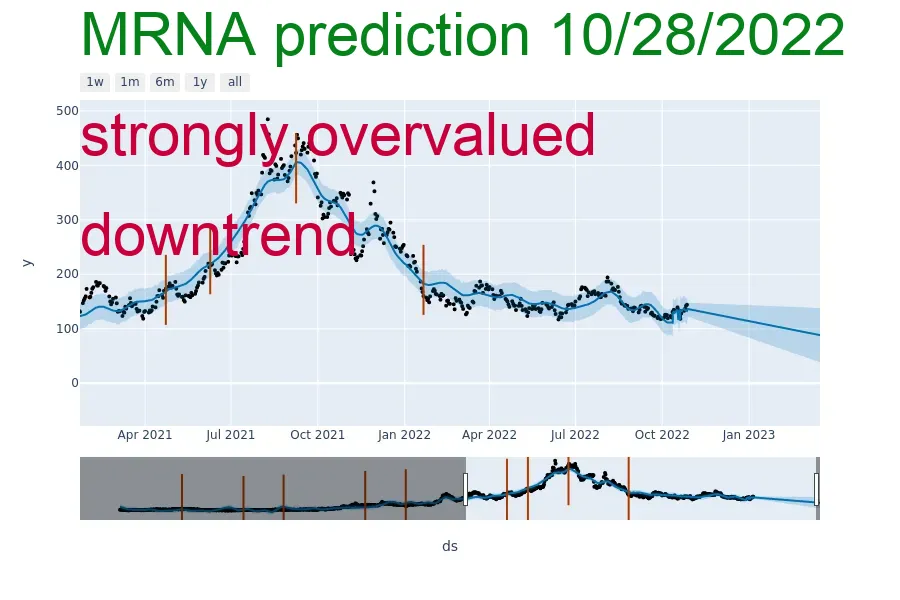 MRNA prediction 10/28/2022
1w 1m 6m 1y all
strongly overvalued
downtrend
500
400
300
200
100
0
y
Apr 2021 Jul 2021 Oct 2021 Jan 2022 Apr 2022 Jul 2022 Oct 2022 Jan 2023
ds